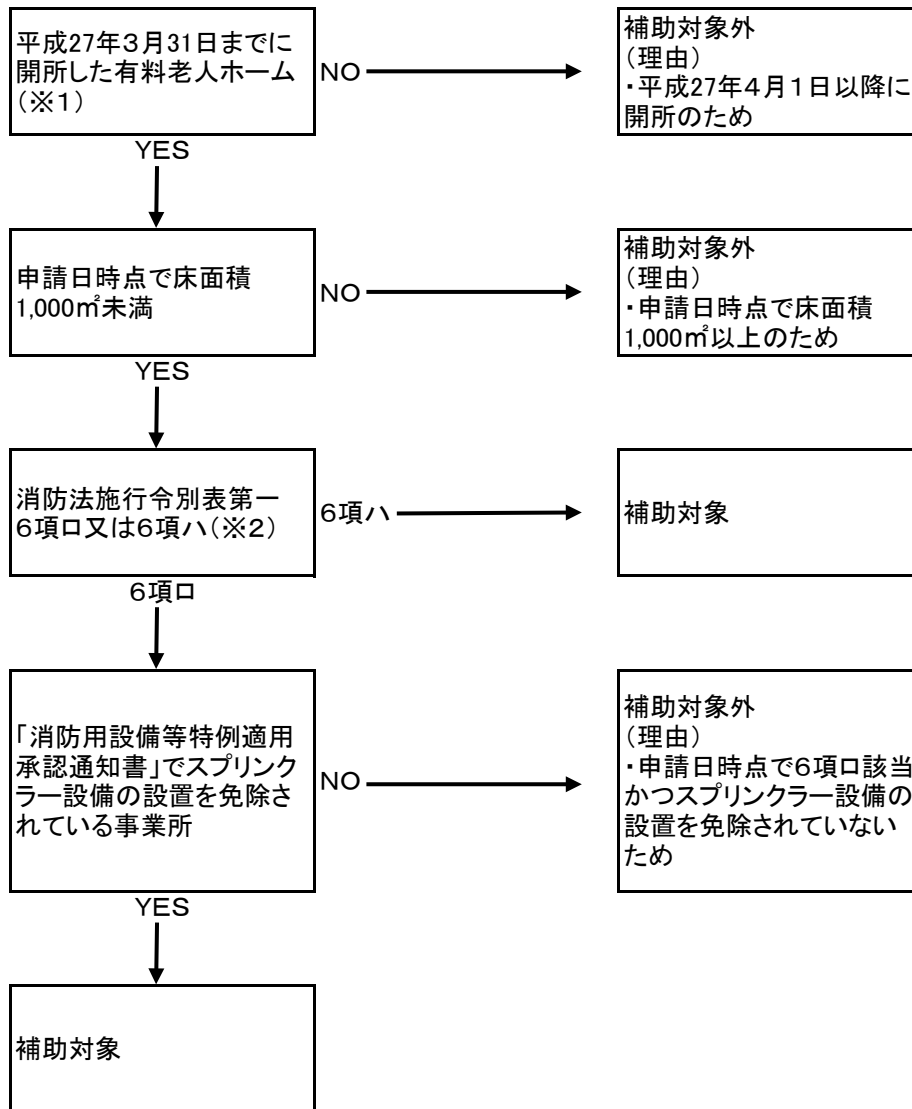 平成27年3月31日までに
開所した有料老人ホーム
(※1)
NO
補助対象外
(理由)
・平成27年4月1日以降に
開所のため
YES
申請日時点で床面積
1,000㎡未満
NO
補助対象外
(理由)
・申請日時点で床面積
1,000㎡以上のため
YES
消防法施行令別表第一
6項ロ又は6項ハ(※2)
6項ハ
補助対象
6項ロ
「消防用設備等特例適用
承認通知書」でスプリンク
ラー設備の設置を免除さ
れている事業所
NO
補助対象外
(理由)
・申請日時点で6項ロ該当
かつスプリンクラー設備の
設置を免除されていない
ため
YES
補助対象